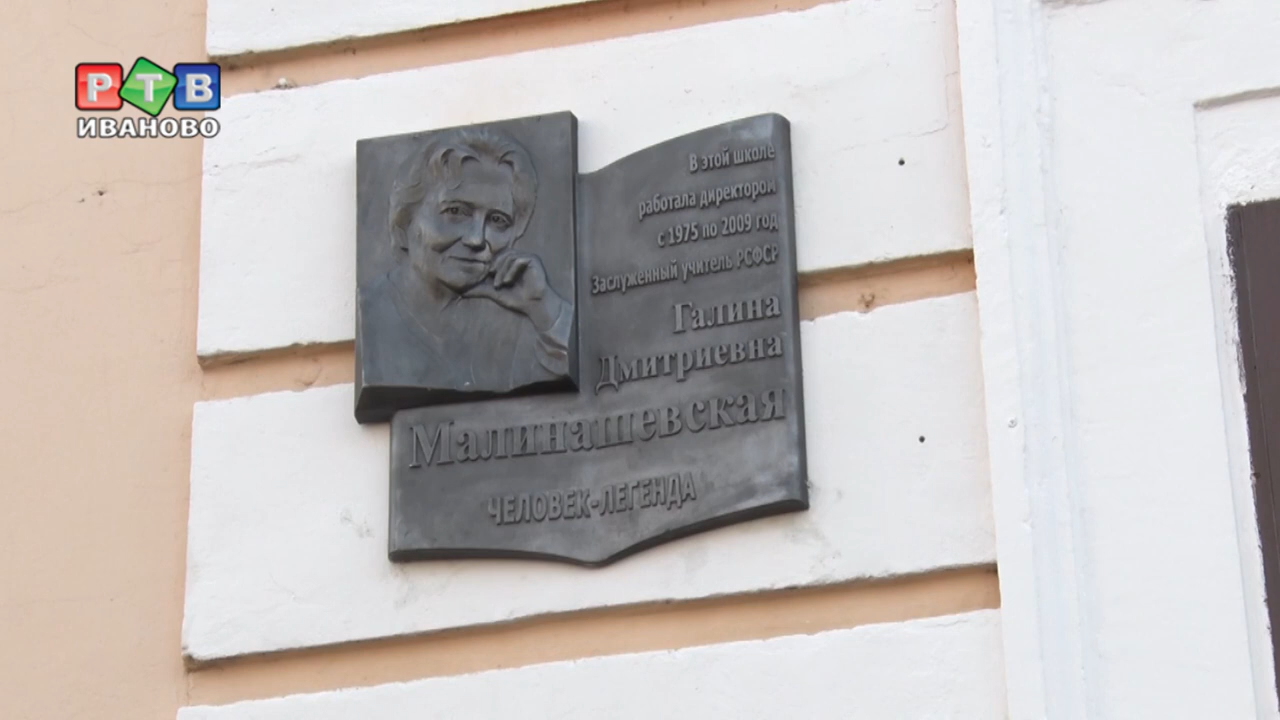 РТВ
ИВАНОВО
В этой школе
работала директором
с 1975 по 2009 год
Заслуженный учитель РСФСР
Галина
Дмитриевна
Малинашевская
ЧЕЛОВЕК-ЛЕГЕНДА